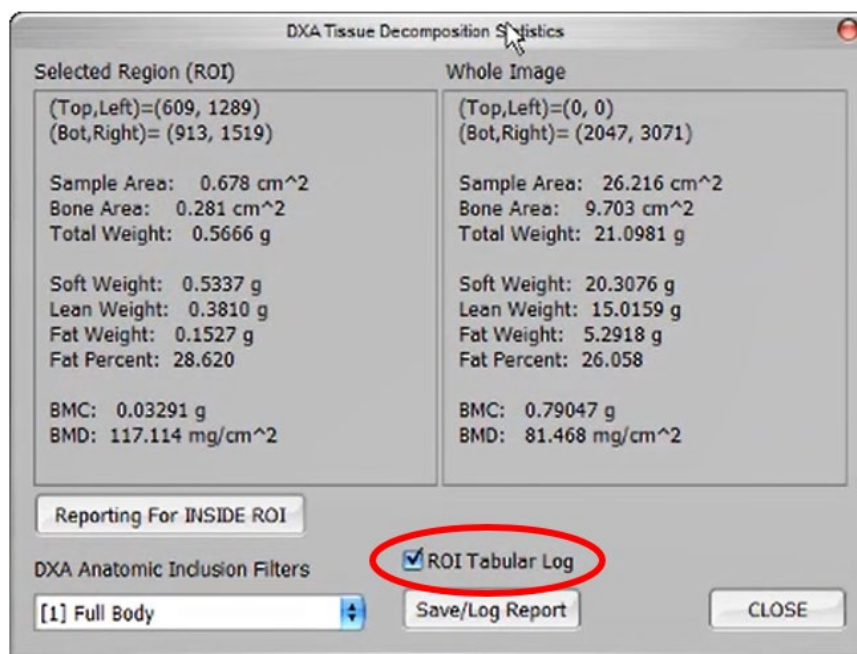 DXA Tissue Decomposition Statistics
Selected Region (ROI)
(Top,Left)=(609, 1289)
(Bot,Right)= (913, 1519)
Sample Area: 0.678 cm^2
Bone Area: 0.281 cm^2
Total Weight: 0.5666 g
Soft Weight: 0.5337 g
Lean Weight: 0.3810 g
Fat Weight: 0.1527 g
Fat Percent: 28.620
BMC: 0.03291 g
BMD: 117.114 mg/cm^2
Whole Image
(Top,Left)=(0, 0)
(Bot,Right)= (2047, 3071)
Sample Area: 26.216 cm^2
Bone Area: 9.703 cm^2
Total Weight: 21.0981 g
Soft Weight: 20.3076 g
Lean Weight: 15.0159 g
Fat Weight: 5.2918 g
Fat Percent: 26.058
BMC: 0.79047 g
BMD: 81.468 mg/cm^2
Reporting For INSIDE ROI
DXA Anatomic Inclusion Filters
[1] Full Body
ROI Tabular Log
Save/Log Report
CLOSE